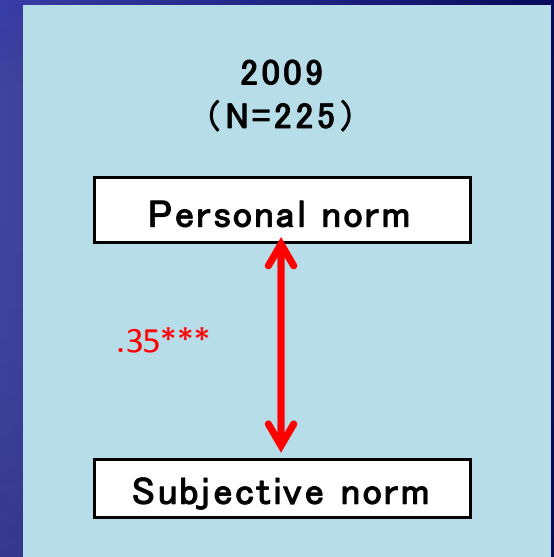 2009
(N=225)
Personal norm
.35***
Subjective norm